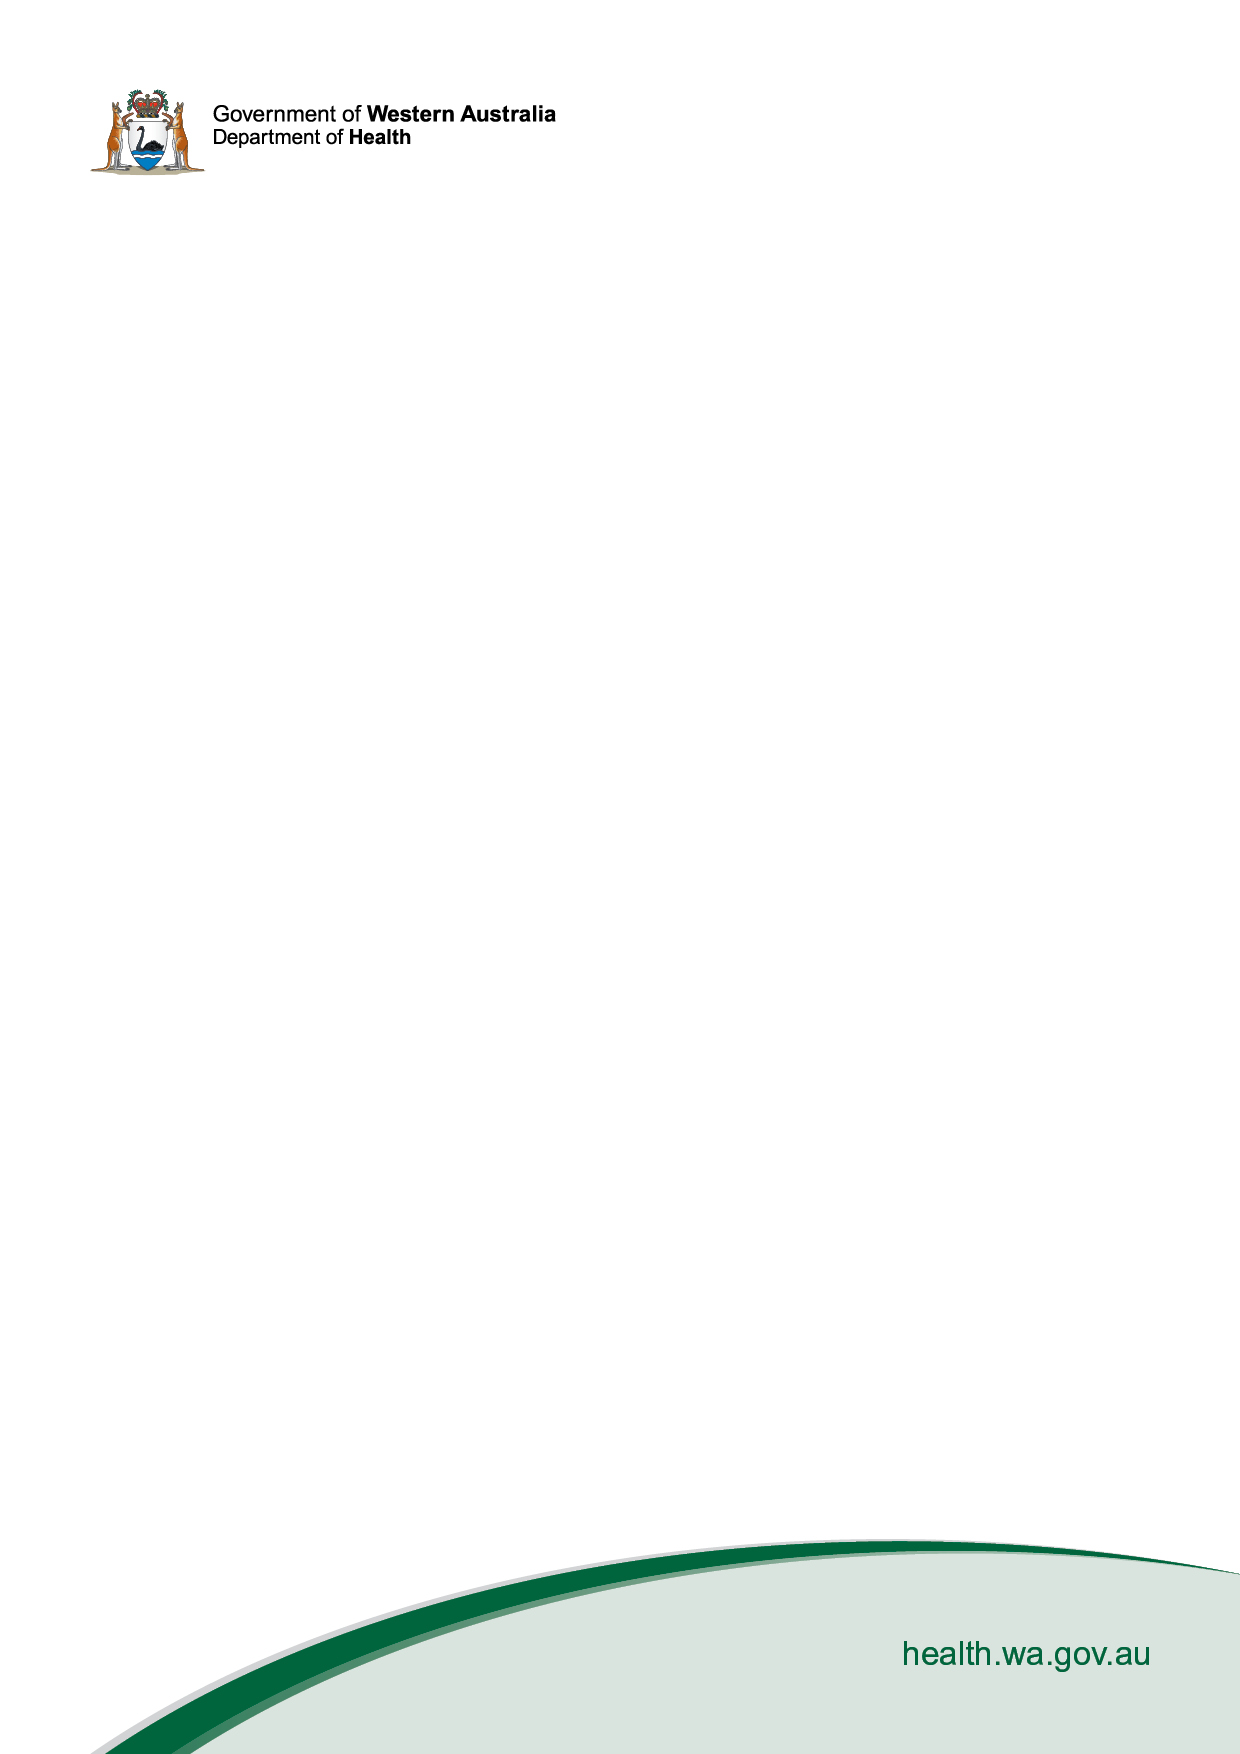 Government of Western Australia
Department of Health
health.wa.gov.au